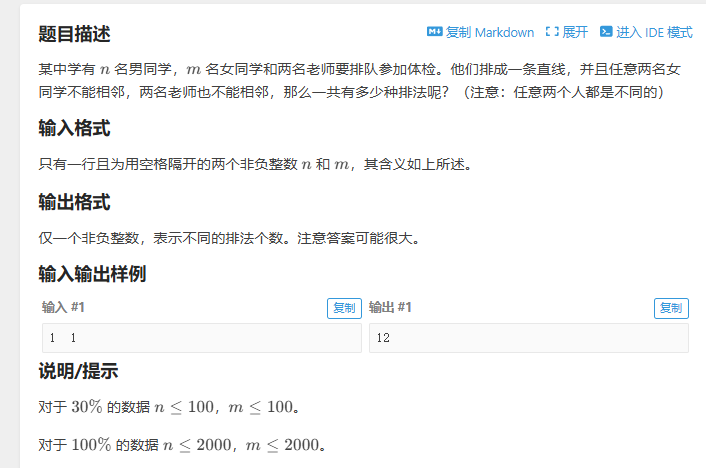 题目描述
复制 Markdown 展开 进入 IDE 模式
某中学有 n 名男同学，m 名女同学和两名老师要排队参加体检。他们排成一条直线，并且任意两名女
同学不能相邻，两名老师也不能相邻，那么一共有多少种排法呢？（注意：任意两个人都是不同的）
输入格式
只有一行且为用空格隔开的两个非负整数 n 和 m，其含义如上所述。
输出格式
仅一个非负整数，表示不同的排法个数。注意答案可能很大。
输入输出样例
输入 #1 复制 输出 #1 复制
1 1 12
说明/提示
对于 30% 的数据 n ≤ 100，m ≤ 100。
对于 100% 的数据 n ≤ 2000，m ≤ 2000。